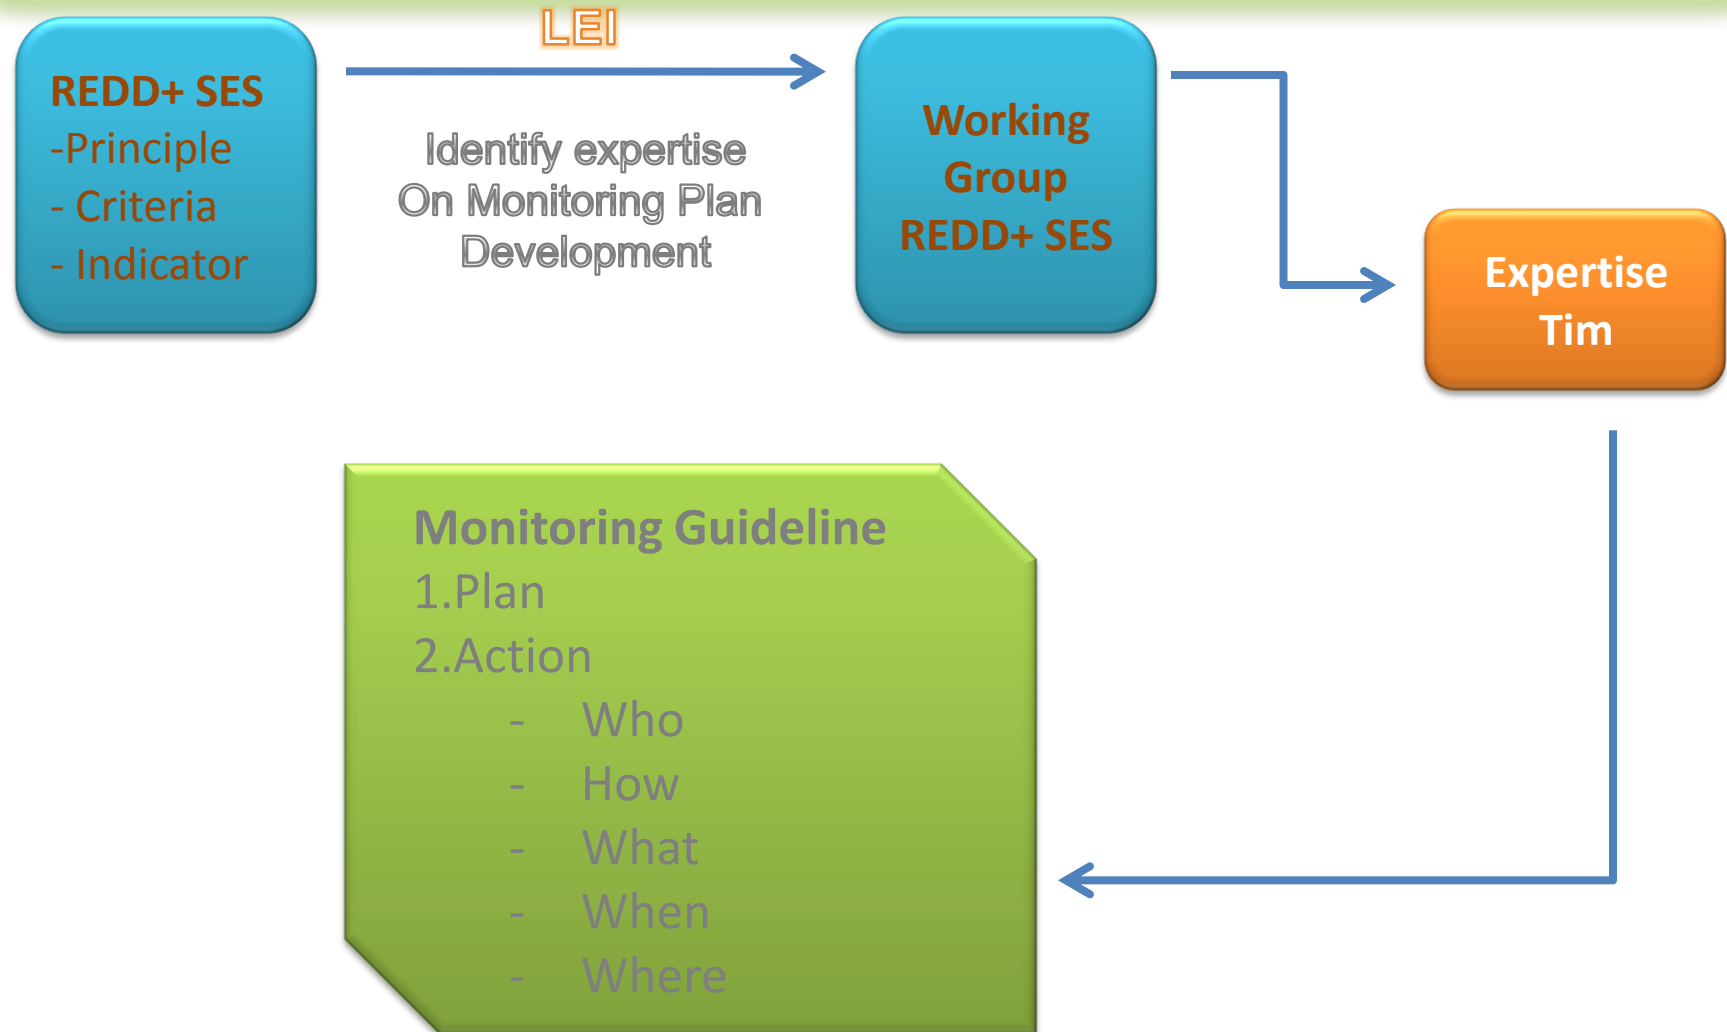 LEI
REDD+ SES
-Principle
- Criteria
- Indicator
Identify expertise
On Monitoring Plan
Development
Working
Group
REDD+ SES
Expertise
Tim
Monitoring Guideline
1.Plan
2.Action
- Who
- How
- What
- When
- Where